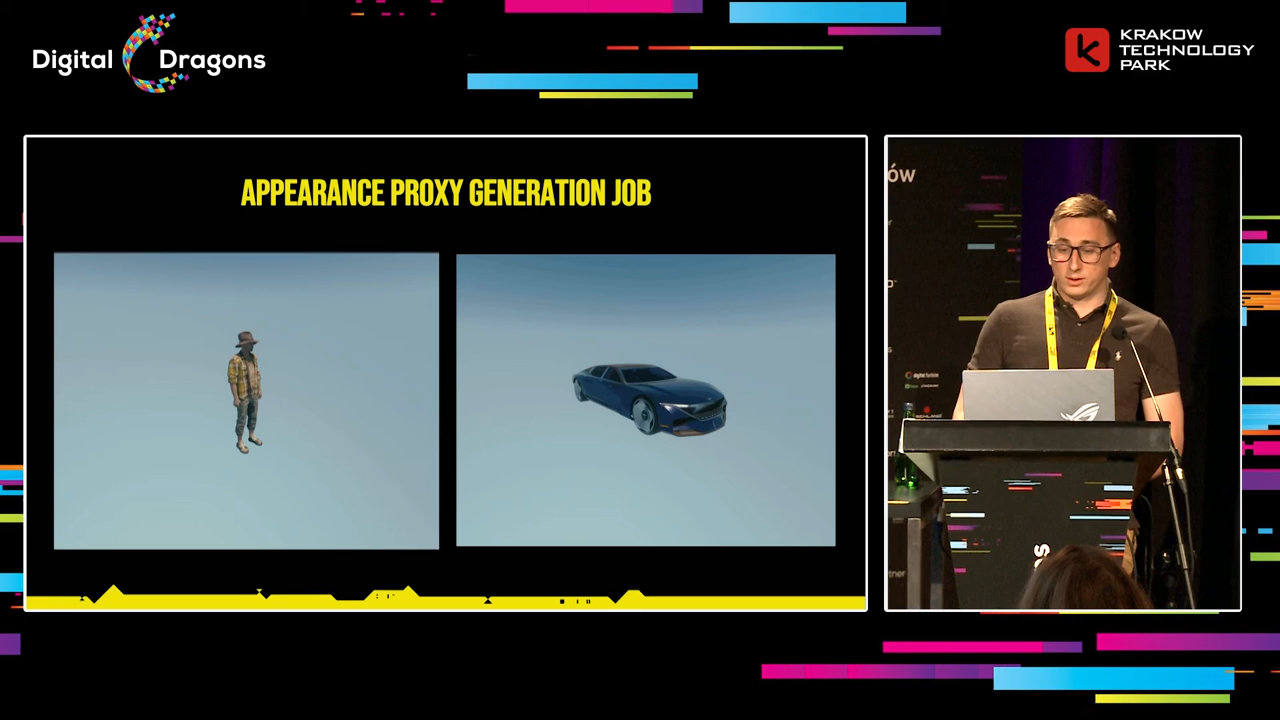 Digital Dragons
KRAKOW
TECHNOLOGY
PARK
APPEARANCE PROXY GENERATION JOB
ów